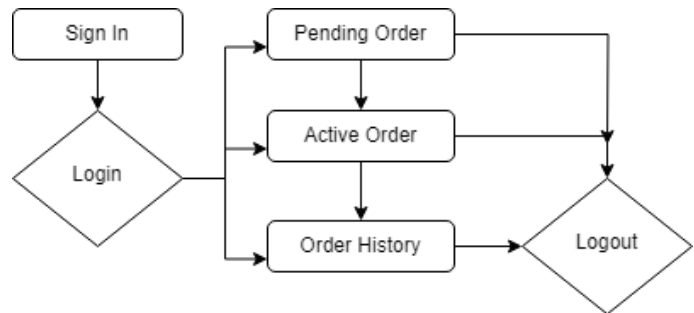 Sign In
Pending Order
Active Order
Login
Order History
Logout